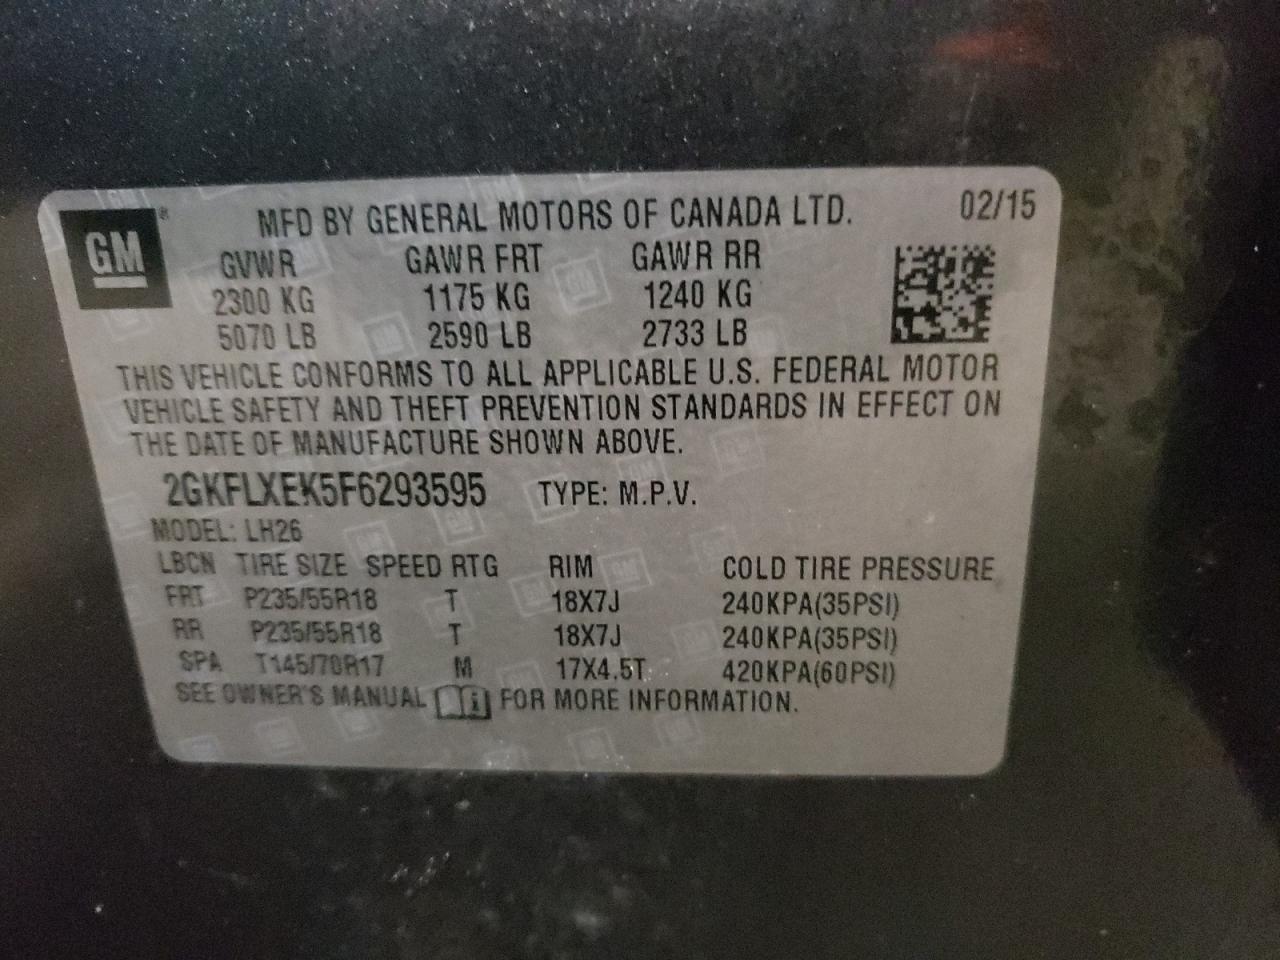 GM
MFD BY GENERAL MOTORS OF CANADA LTD. 02/15
GVWR GAWR FRT GAWR RR
2300 KG 1175 KG 1240 KG
5070 LB 2590 LB 2733 LB
THIS VEHICLE CONFORMS TO ALL APPLICABLE U.S. FEDERAL MOTOR
VEHICLE SAFETY AND THEFT PREVENTION STANDARDS IN EFFECT ON
THE DATE OF MANUFACTURE SHOWN ABOVE.
2GKFLXEK5F6293595 TYPE: M.P.V.
MODEL: LH26
LBCN TIRE SIZE SPEED RTG RIM COLD TIRE PRESSURE
FRT P235/55R18 T 18X7J 240KPA(35PSI)
RR P235/55R18 T 18X7J 240KPA(35PSI)
SPA T145/70R17 M 17X4.5T 420KPA(60PSI)
SEE OWNER'S MANUAL FOR MORE INFORMATION.